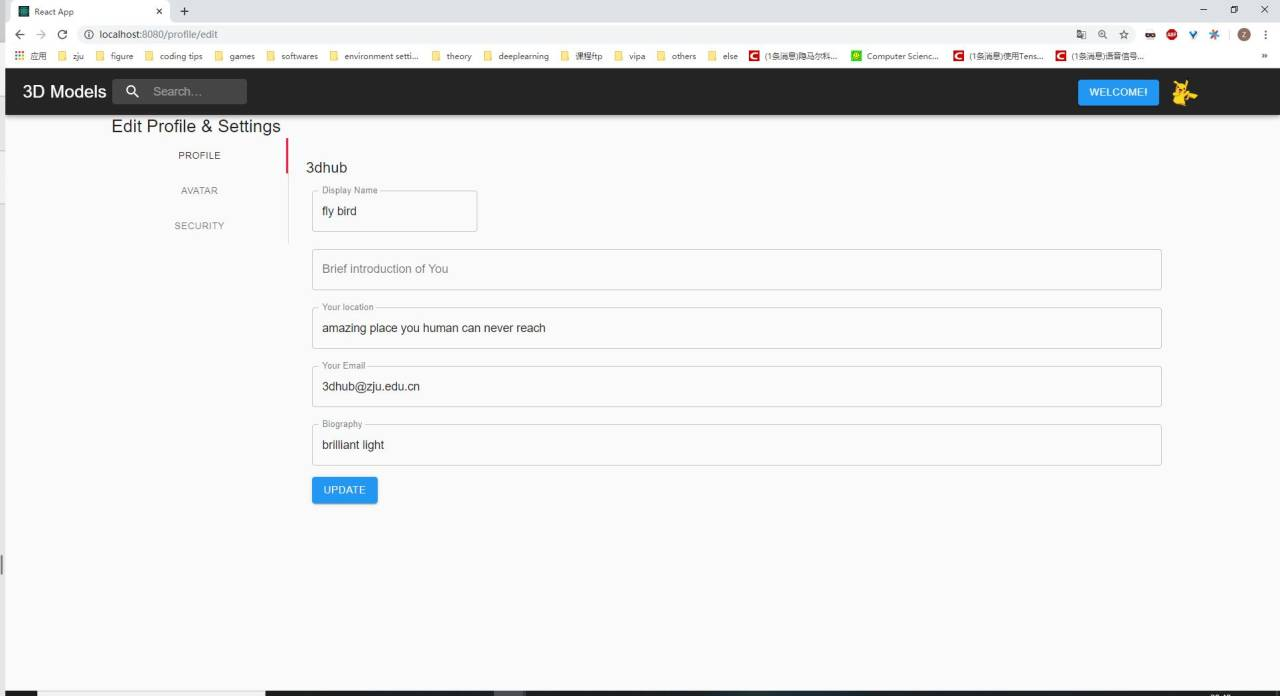 React App
localhost:8080/profile/edit
应用 zju figure coding tips games softwares environment setti... theory deeplearning 课程ftp vipa others else (1条消息)隐马尔科... Computer Scienc... (1条消息)使用Tens... (1条消息)语音信号...
3D Models Search... WELCOME!
Edit Profile & Settings
PROFILE
AVATAR
SECURITY
3dhub
Display Name
fly bird
Brief introduction of You
Your location
amazing place you human can never reach
Your Email
3dhub@zju.edu.cn
Biography
brilliant light
UPDATE